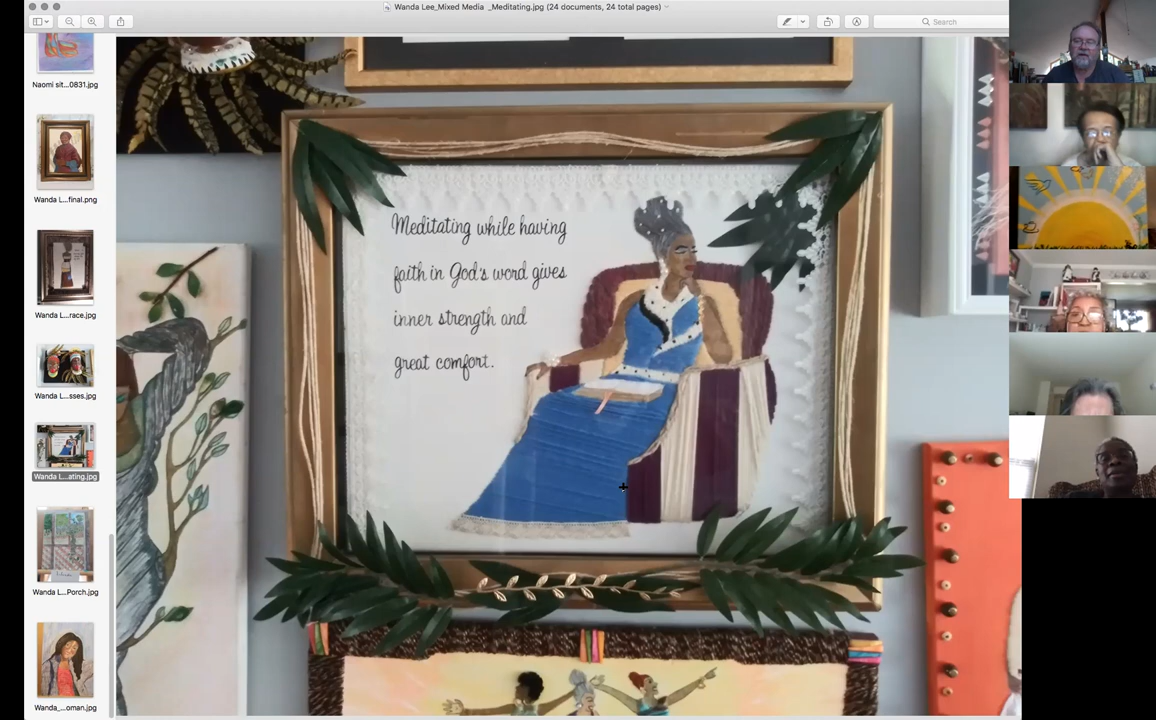 Wanda Lee_Mixed Media _Meditating.jpg (24 documents, 24 total pages)
Search
Naomi sit...0831.jpg
Wanda L...final.png
Wanda L...race.jpg
Wanda L...sses.jpg
Wanda L...ating.jpg
Wanda L...Porch.jpg
Wanda_...oman.jpg
Meditating while having
faith in God's word gives
inner strength and
great comfort.